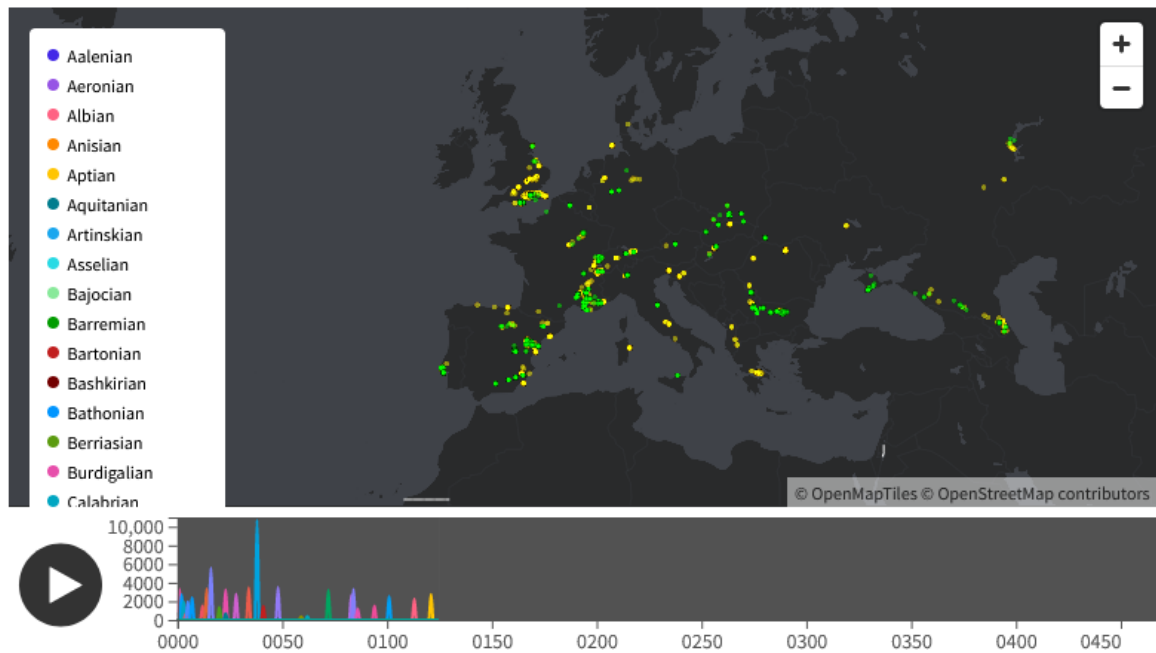 +
Aalenian
−
Aeronian
Albian
Anisian
Aptian
Aquitanian
Artinskian
Asselian
Bajocian
Barremian
Bartonian
Bashkirian
Bathonian
Berriasian
Burdigalian
Calabrian
© OpenMapTiles © OpenStreetMap contributors
10,000
8000
6000
4000
2000
0
0000 0050 0100 0150 0200 0250 0300 0350 0400 0450